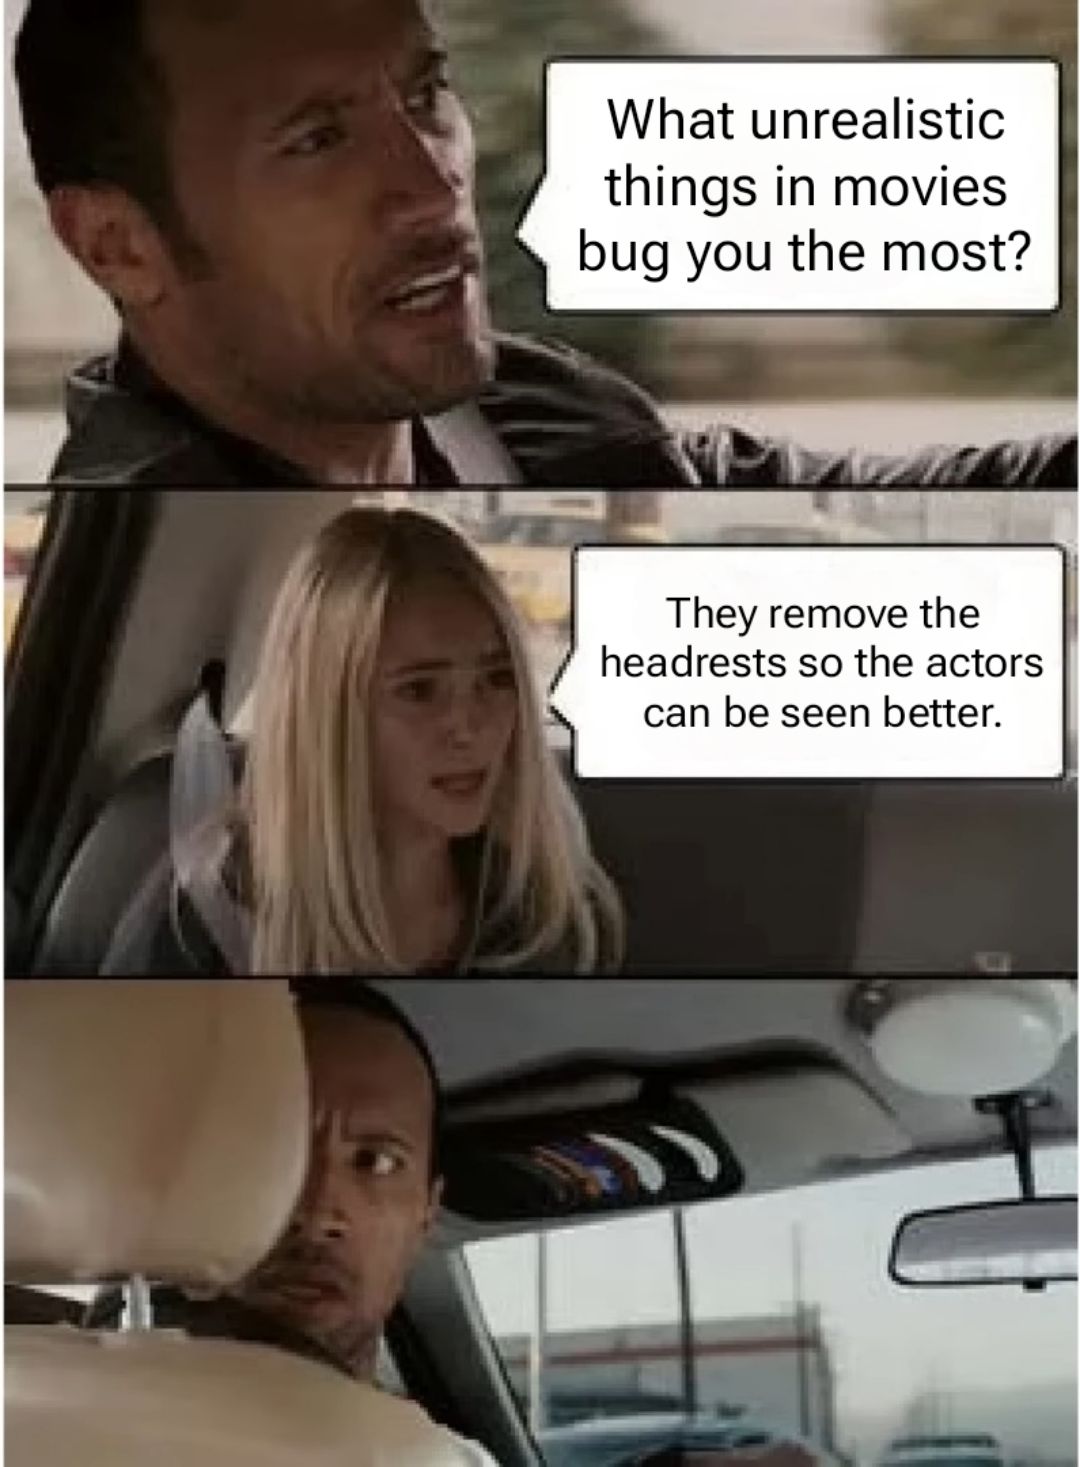 What unrealistic
things in movies
bug you the most?
They remove the
headrests so the actors
can be seen better.